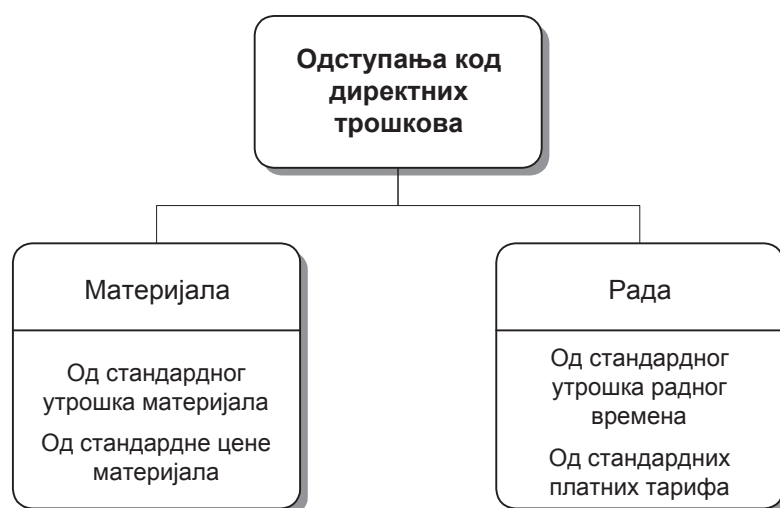 Одступања код
директних
трошкова
Материјала
Од стандардног
утрошка материјала
Од стандардне цене
материјала
Рада
Од стандардног
утрошка радног
времена
Од стандардних
платних тарифа